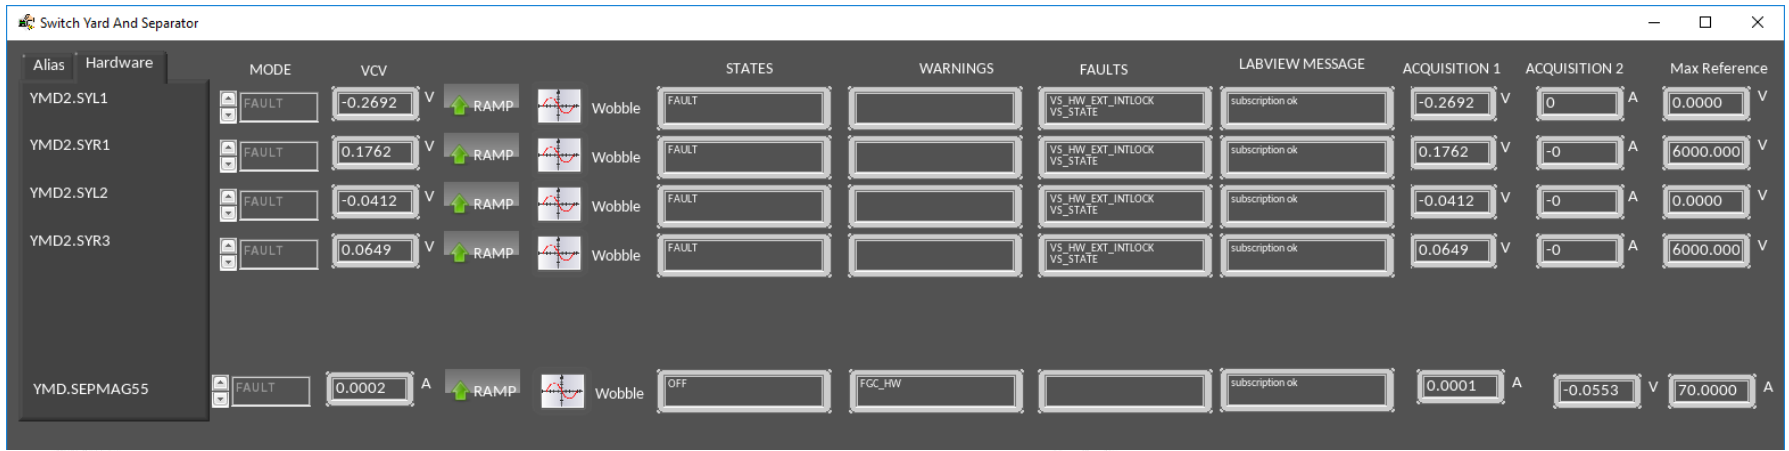 Switch Yard And Separator
Alias Hardware MODE VCV STATES WARNINGS FAULTS LABVIEW MESSAGE ACQUISITION 1 ACQUISITION 2 Max Reference
YMD2.SYL1 FAULT -0.2692 V RAMP Wobble FAULT VS_HW_EXT_INTLOCK subscription ok -0.2692 V 0 A 0.0000 V
VS_STATE
YMD2.SYR1 FAULT 0.1762 V RAMP Wobble FAULT VS_HW_EXT_INTLOCK subscription ok 0.1762 V -0 A 6000.000 V
VS_STATE
YMD2.SYL2 FAULT -0.0412 V RAMP Wobble FAULT VS_HW_EXT_INTLOCK subscription ok -0.0412 V -0 A 0.0000 V
VS_STATE
YMD2.SYR3 FAULT 0.0649 V RAMP Wobble FAULT VS_HW_EXT_INTLOCK subscription ok 0.0649 V -0 A 6000.000 V
VS_STATE
YMD.SEPMAG55 FAULT 0.0002 A RAMP Wobble OFF FGC_HW subscription ok 0.0001 A -0.0553 V 70.0000 A